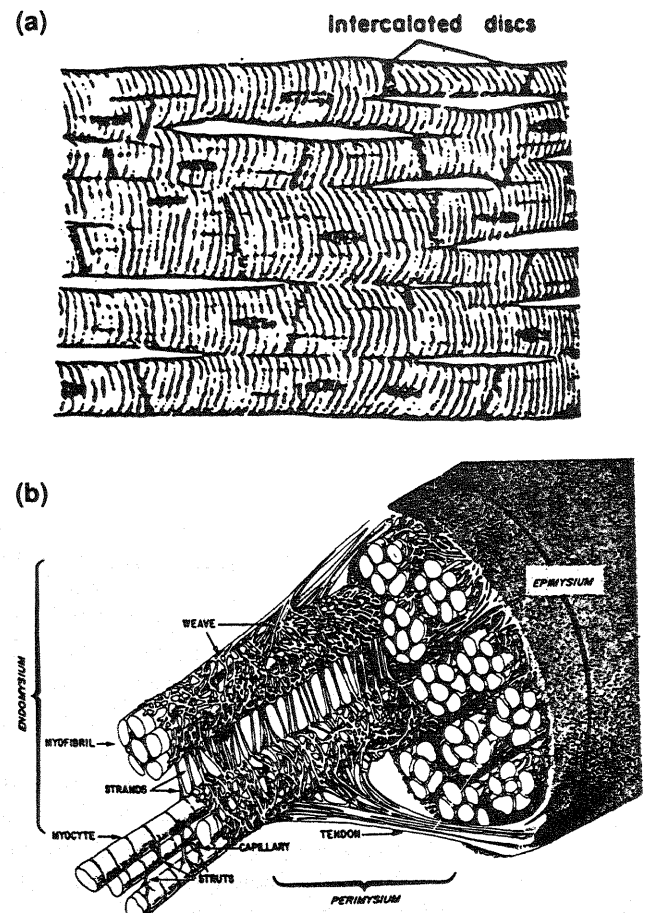 (a)
Intercalated discs
(b)
EPIMYSIUM
WEAVE
ENDOMYSIUM
MYOFIBRIL
STRANDS
MYOCYTE
CAPILLARY
TENDON
STRUTS
PERIMYSIUM